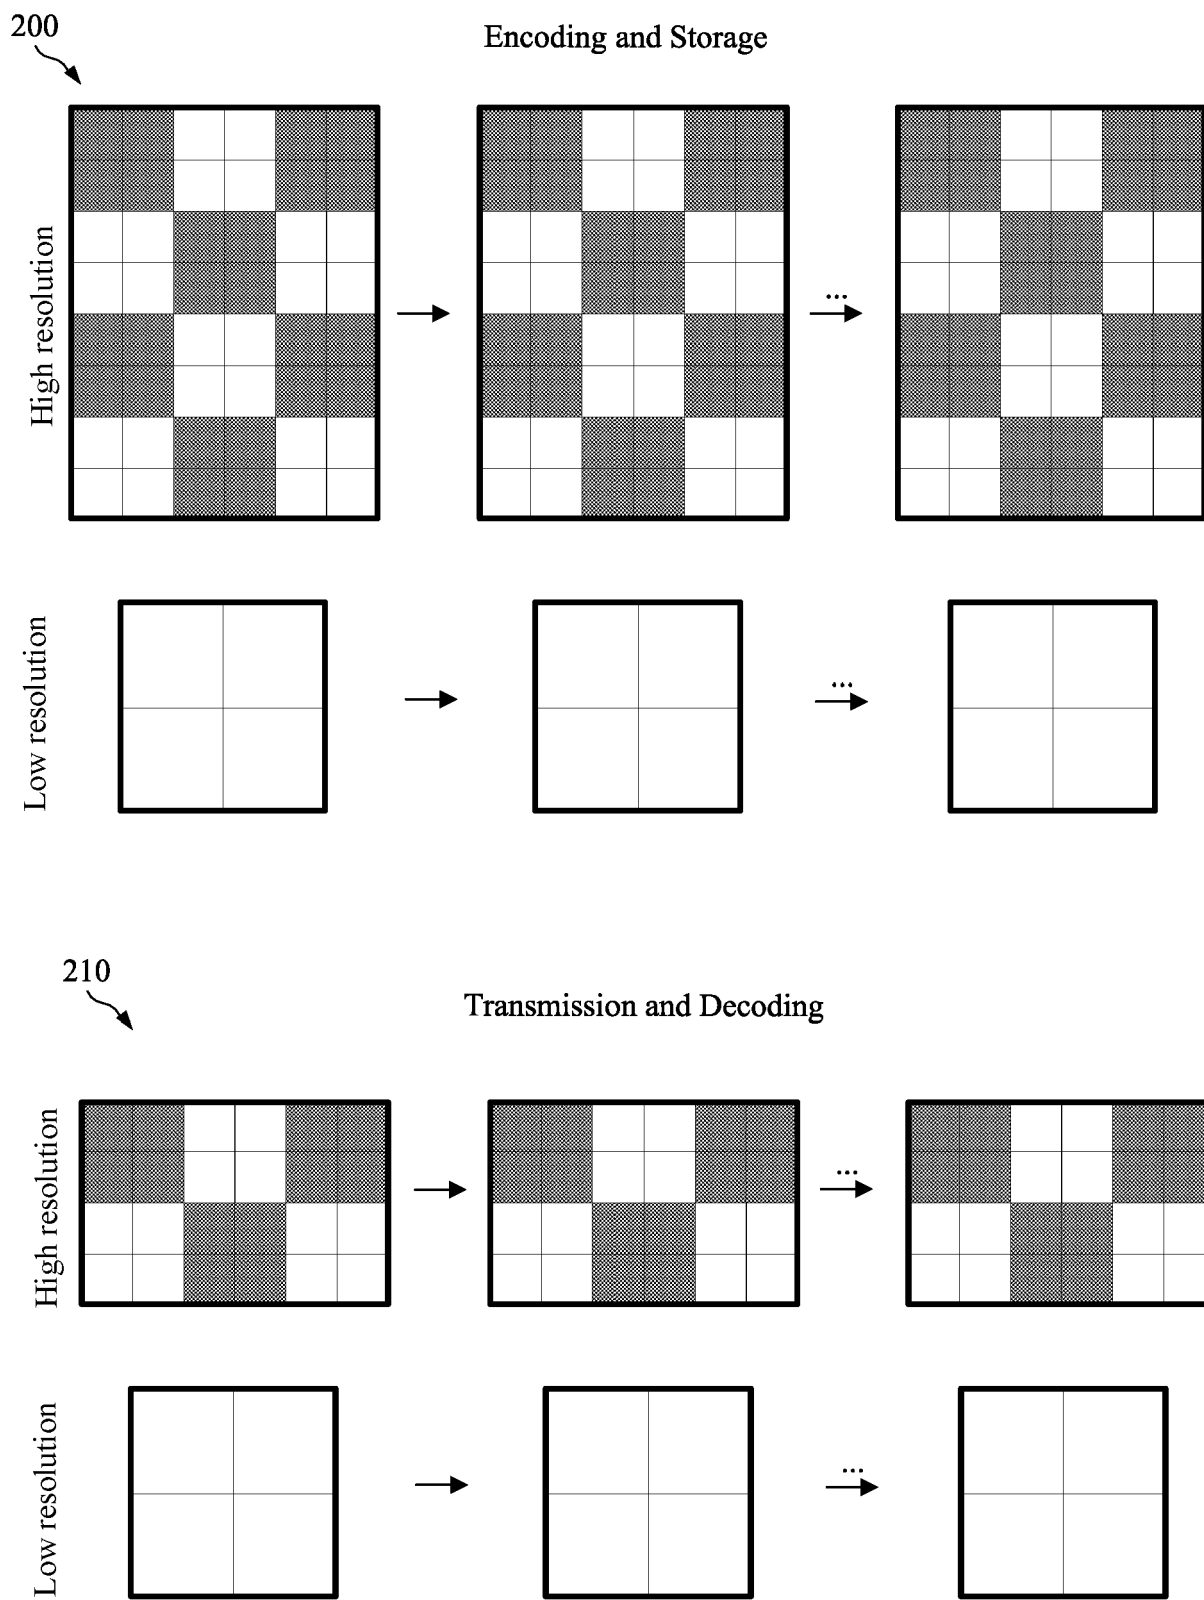 200
Encoding and Storage
High resolution
...
Low resolution
...
210
Transmission and Decoding
High resolution
...
Low resolution
...